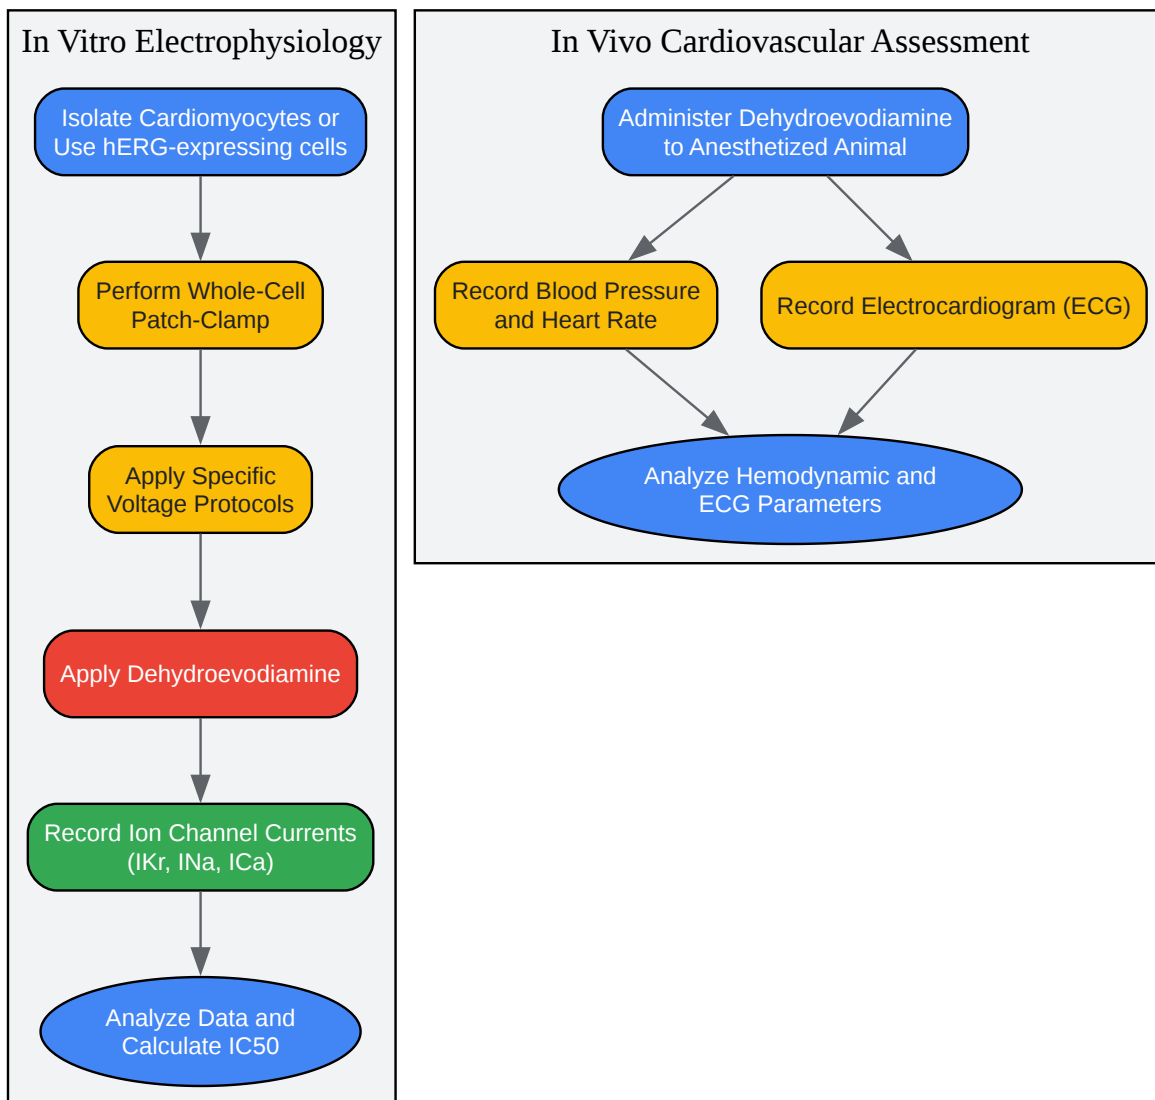 In Vitro Electrophysiology
Isolate Cardiomyocytes or
Use hERG-expressing cells
Perform Whole-Cell
Patch-Clamp
Apply Specific
Voltage Protocols
Apply Dehydroevodiamine
Record Ion Channel Currents
(IKr, INa, ICa)
Analyze Data and
Calculate IC50
In Vivo Cardiovascular Assessment
Administer Dehydroevodiamine
to Anesthetized Animal
Record Blood Pressure
and Heart Rate
Record Electrocardiogram (ECG)
Analyze Hemodynamic and
ECG Parameters